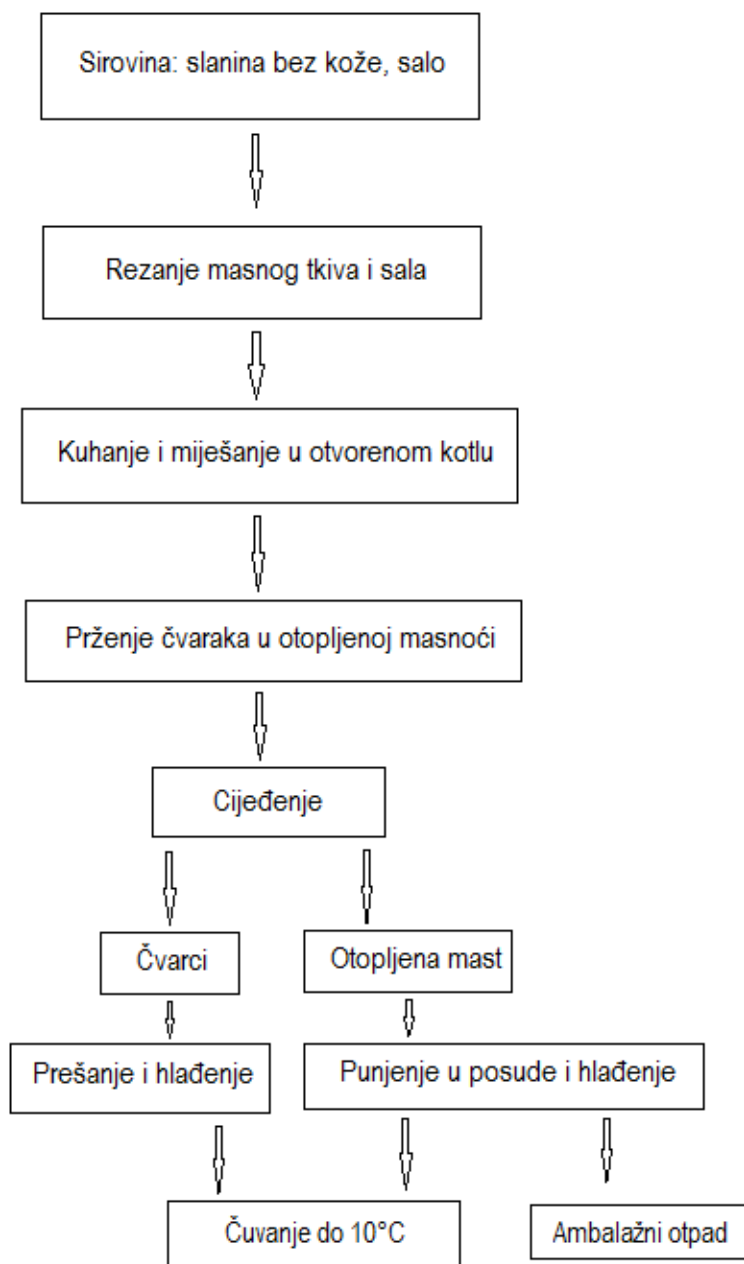 Sirovina: slanina bez kože, salo
Rezanje masnog tkiva i sala
Kuhanje i miješanje u otvorenom kotlu
Prženje čvaraka u otopljenoj masnoći
Cijeđenje
Čvarci
Otopljena mast
Prešanje i hlađenje
Punjenje u posude i hlađenje
Čuvanje do 10°C
Ambalažni otpad